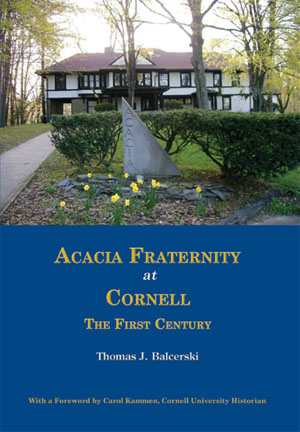 ACACIA
ACACIA FRATERNITY
at
CORNELL
THE FIRST CENTURY
Thomas J. Balcerski
With a Foreword by Carol Kammen, Cornell University Historian